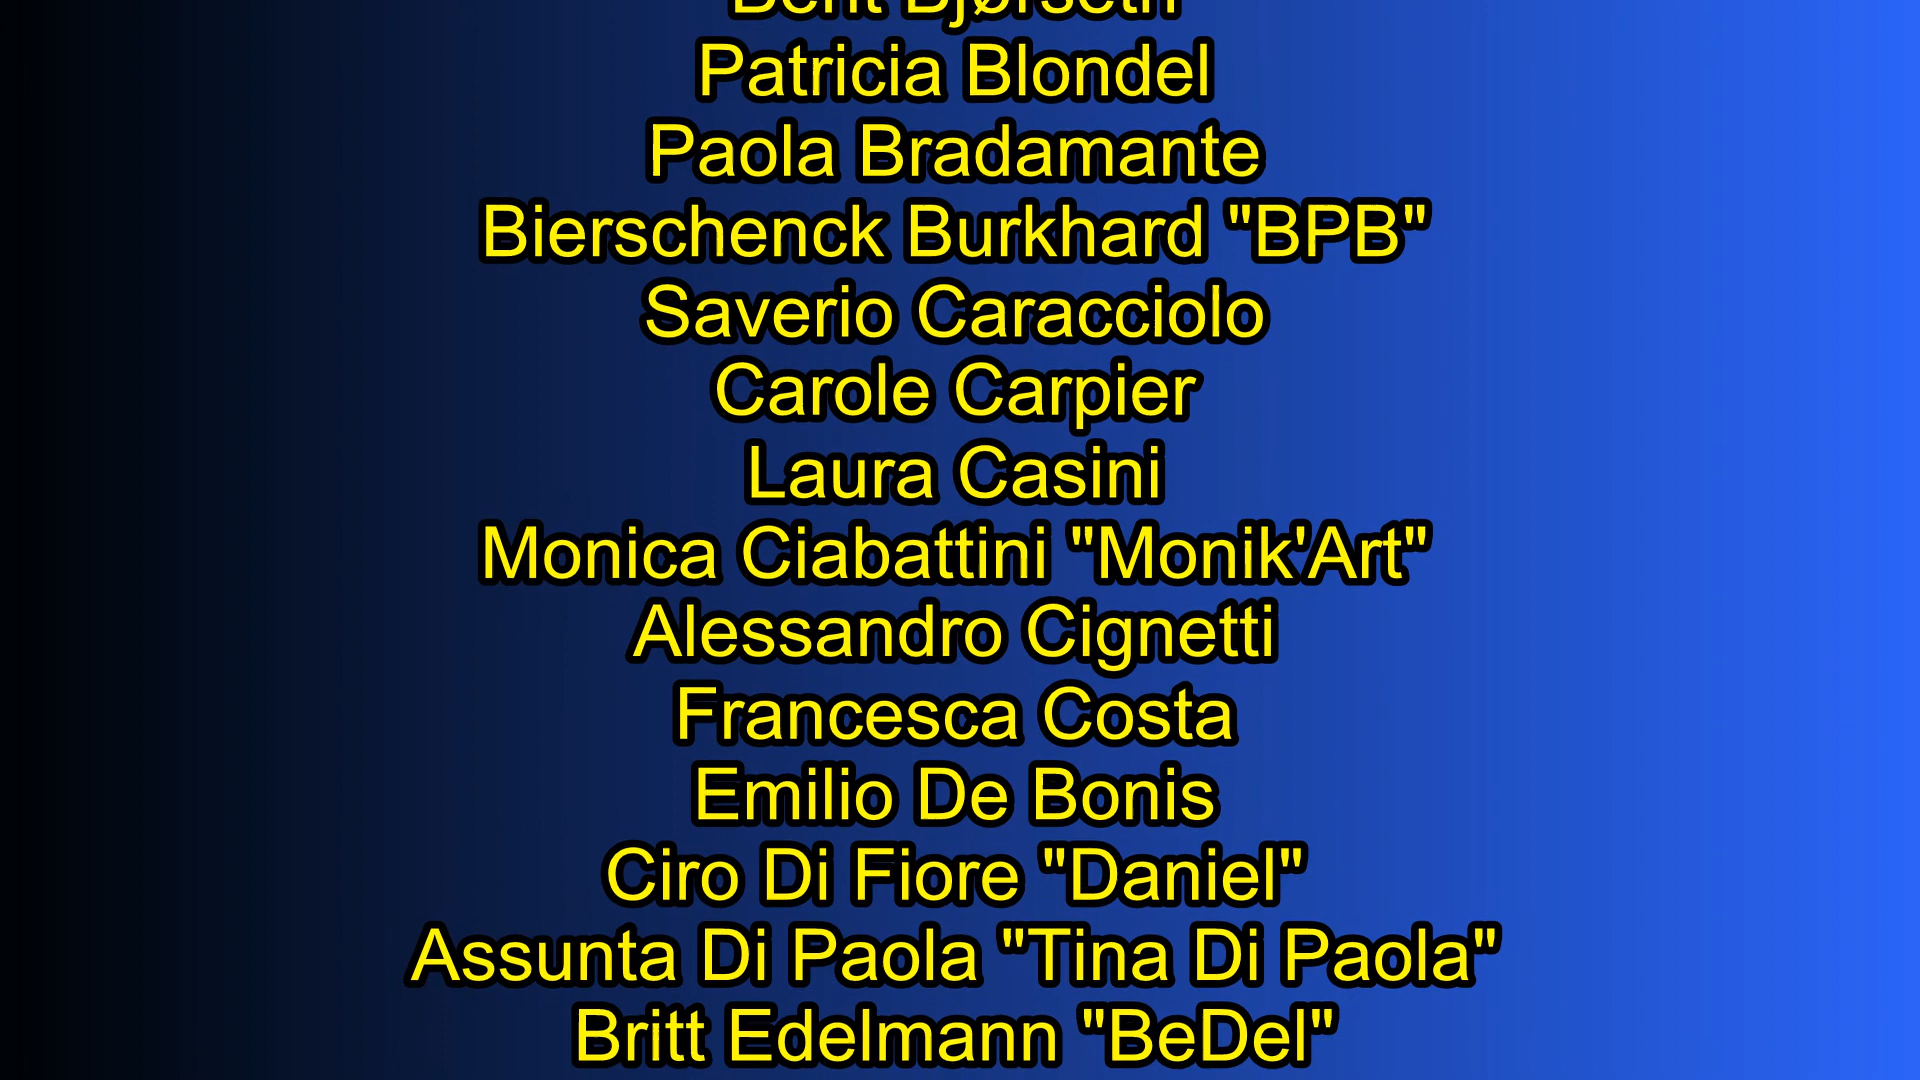 Berit Bjørseth
Patricia Blondel
Paola Bradamante
Bierschenck Burkhard "BPB"
Saverio Caracciolo
Carole Carpier
Laura Casini
Monica Ciabattini "Monik'Art"
Alessandro Cignetti
Francesca Costa
Emilio De Bonis
Ciro Di Fiore "Daniel"
Assunta Di Paola "Tina Di Paola"
Britt Edelmann "BeDel"